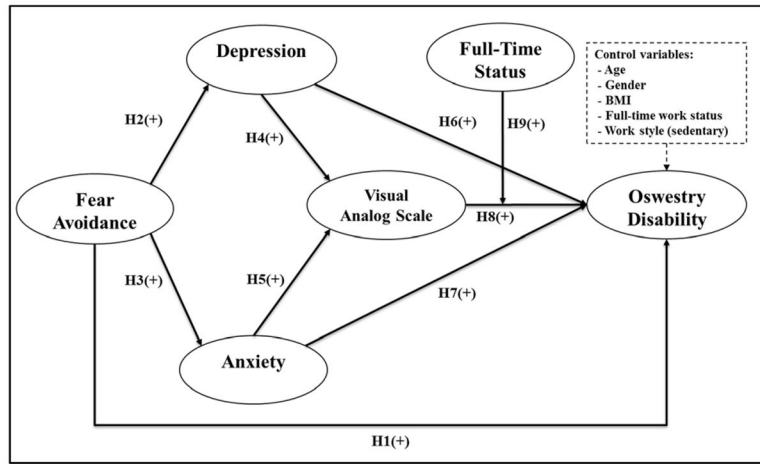 Depression
Full-Time
Status
Control variables:
- Age
- Gender
- BMI
- Full-time work status
- Work style (sedentary)
H2(+)
H4(+)
H6(+)
H9(+)
Fear
Avoidance
Visual
Analog Scale
H8(+)
Oswestry
Disability
H3(+)
H5(+)
H7(+)
Anxiety
H1(+)